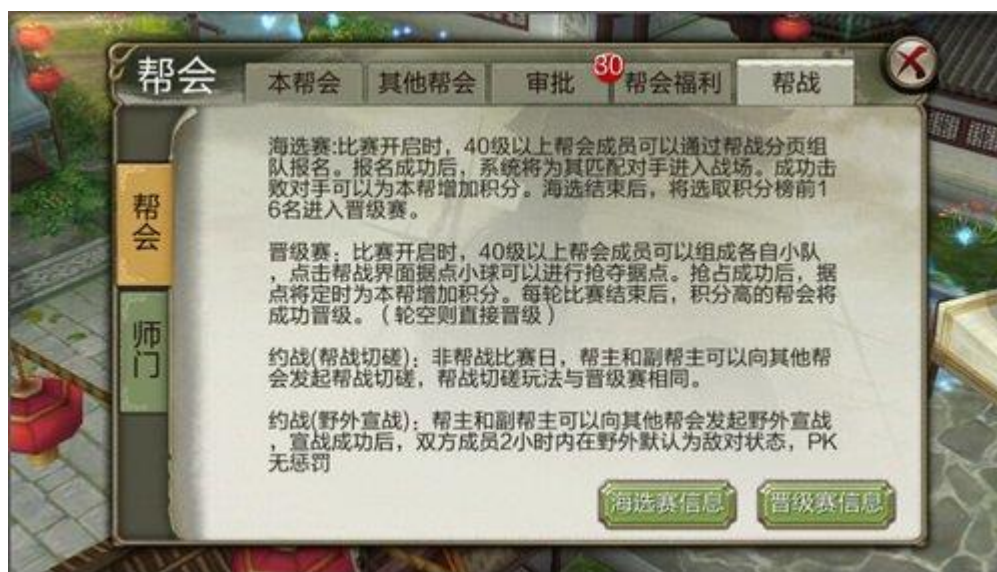 帮会
本帮会
其他帮会
审批
30
帮会福利
帮战
帮会
师门
海选赛:比赛开启时，40级以上帮会成员可以通过帮战分页组
队报名。报名成功后，系统将为其匹配对手进入战场。成功击
败对手可以为本帮增加积分。海选结束后，将选取积分榜前1
6名进入晋级赛。
晋级赛：比赛开启时，40级以上帮会成员可以组成各自小队
，点击帮战界面据点小球可以进行抢夺据点。抢占成功后，据
点将定时为本帮增加积分。每轮比赛结束后，积分高的帮会将
成功晋级。（轮空则直接晋级）
约战(帮战切磋)：非帮战比赛日，帮主和副帮主可以向其他帮
会发起帮战切磋，帮战切磋玩法与晋级赛相同。
约战(野外宣战)：帮主和副帮主可以向其他帮会发起野外宣战
，宣战成功后，双方成员2小时内在野外默认为敌对状态，PK
无惩罚
海选赛信息
晋级赛信息